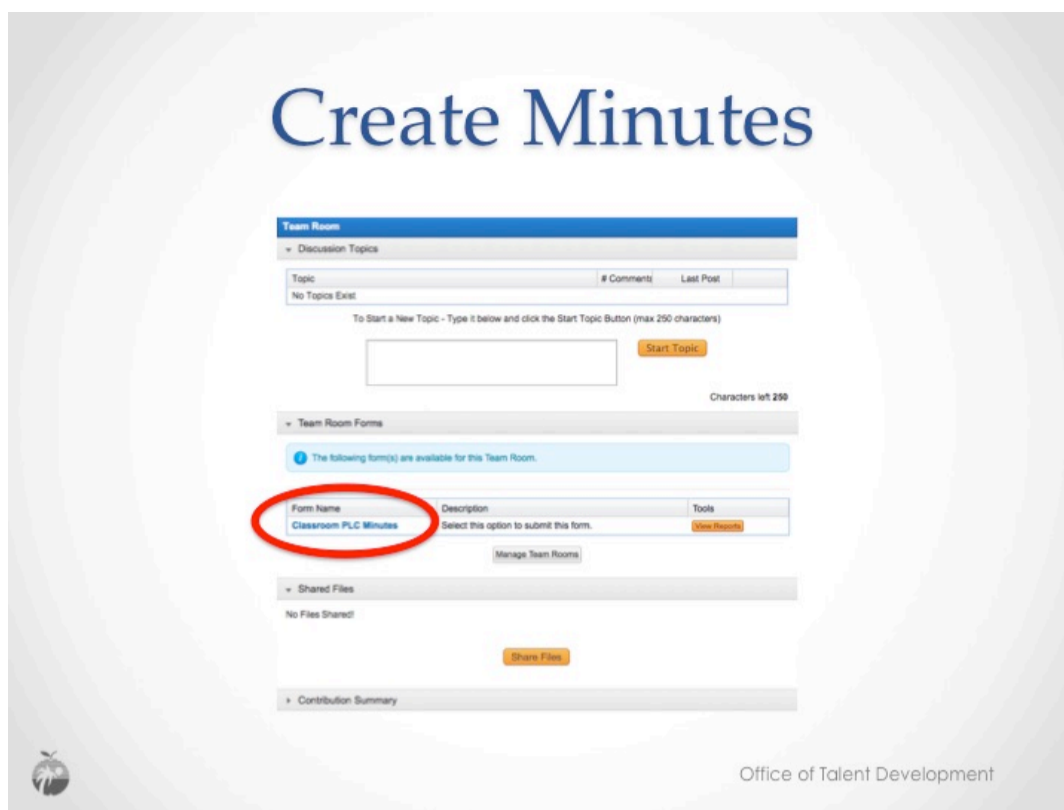 Create Minutes
Team Room
Discussion Topics
Topic # Comments Last Post
No Topics Exist
To Start a New Topic - Type it below and click the Start Topic Button (max 250 characters)
Start Topic
Characters left 250
Team Room Forms
The following form(s) are available for this Team Room.
Form Name Description Tools
Classroom PLC Minutes Select this option to submit this form. View Reports
Manage Team Rooms
Shared Files
No Files Shared!
Share Files
Contribution Summary
Office of Talent Development